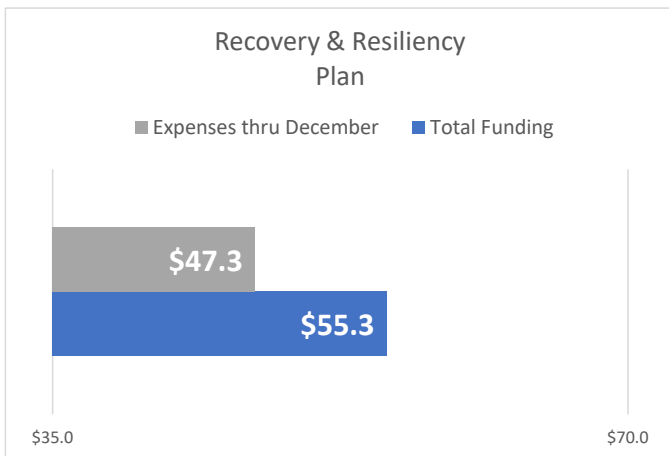 Recovery & Resiliency
Plan
Expenses thru December Total Funding
$47.3
$55.3
$35.0 $70.0